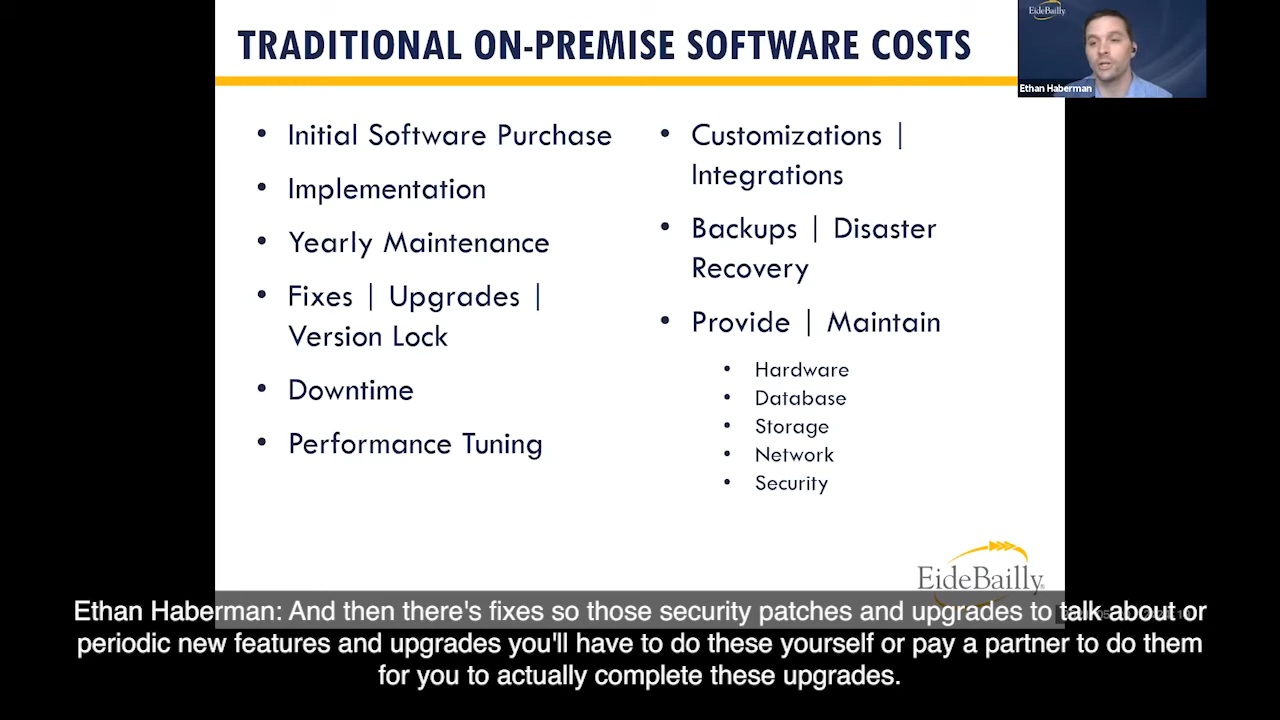 TRADITIONAL ON-PREMISE SOFTWARE COSTS
EideBailly
Ethan Haberman
• Initial Software Purchase
• Implementation
• Yearly Maintenance
• Fixes | Upgrades |
Version Lock
• Downtime
• Performance Tuning
• Customizations |
Integrations
• Backups | Disaster
Recovery
• Provide | Maintain
• Hardware
• Database
• Storage
• Network
• Security
EideBailly
Ethan Haberman: And then there's fixes so those security patches and upgrades to talk about or
periodic new features and upgrades you'll have to do these yourself or pay a partner to do them
for you to actually complete these upgrades.